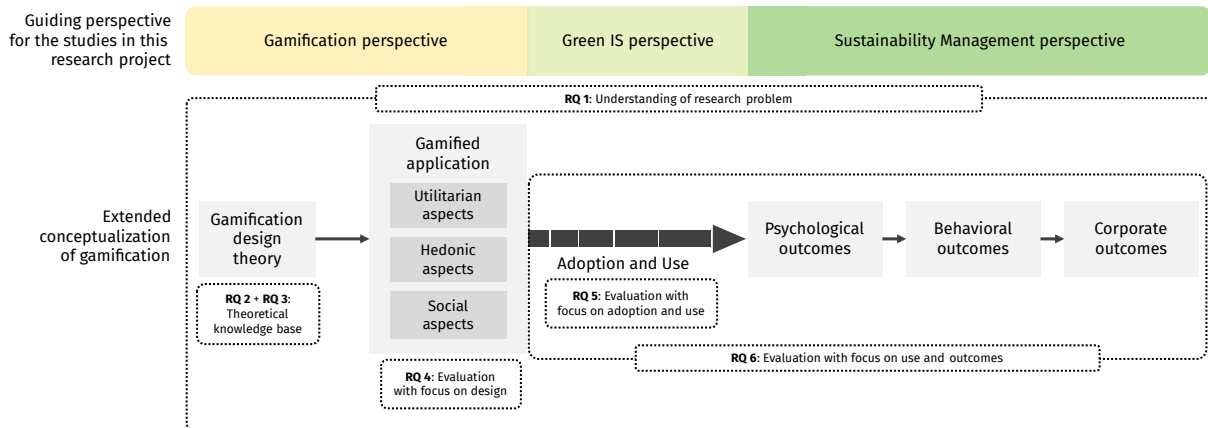 Guiding perspective
for the studies in this
research project
Gamification perspective
Green IS perspective
Sustainability Management perspective
RQ 1: Understanding of research problem
Extended
conceptualization
of gamification
Gamification
design
theory
RQ 2 + RQ 3:
Theoretical
knowledge base
Gamified
application
Utilitarian
aspects
Hedonic
aspects
Social
aspects
RQ 4: Evaluation
with focus on design
Adoption and Use
RQ 5: Evaluation with
focus on adoption and use
Psychological
outcomes
Behavioral
outcomes
Corporate
outcomes
RQ 6: Evaluation with focus on use and outcomes